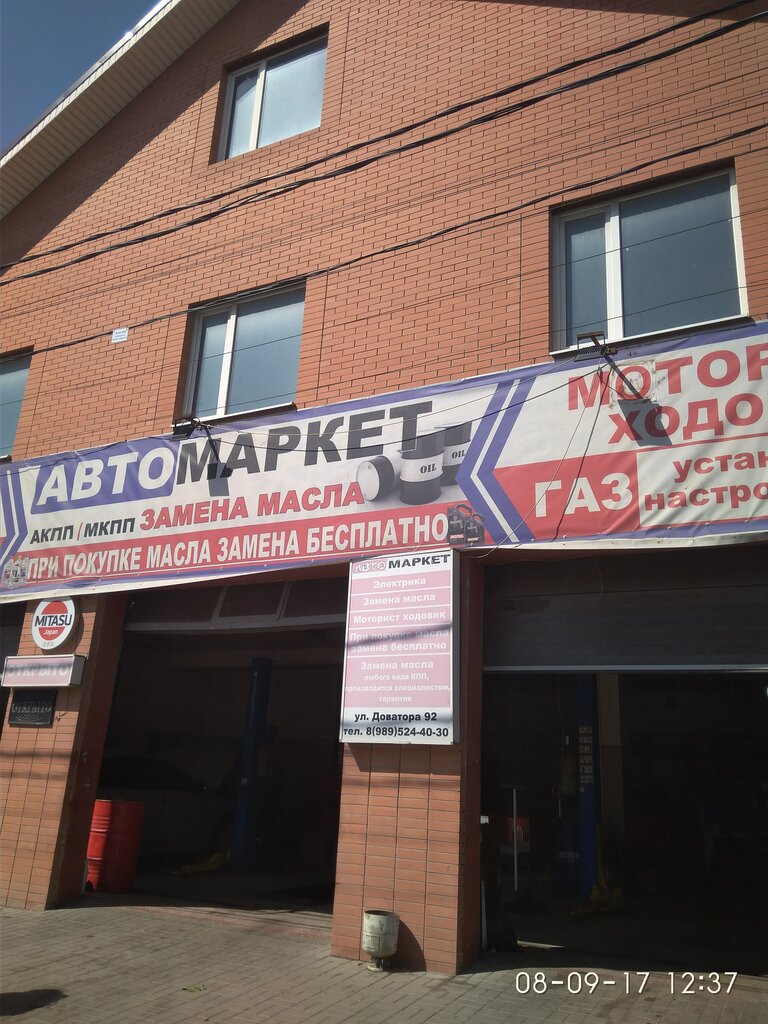 АВТОМАРКЕТ
OIL
OIL
АКПП / МКПП ЗАМЕНА МАСЛА
ПРИ ПОКУПКЕ МАСЛА ЗАМЕНА БЕСПЛАТНО
МОТОР
ХОДО
ГАЗ
устан
настро
MITASU
Japan
ОТКРЫТО
МАРКЕТ
Электрика
Замена масла
Моторист ходовик
При покупке масла
замена бесплатно
Замена масла
любого вида КПП,
производится специалистом,
гарантия
ул. Доватора 92
тел. 8(989)524-40-30
08-09-17 12:37